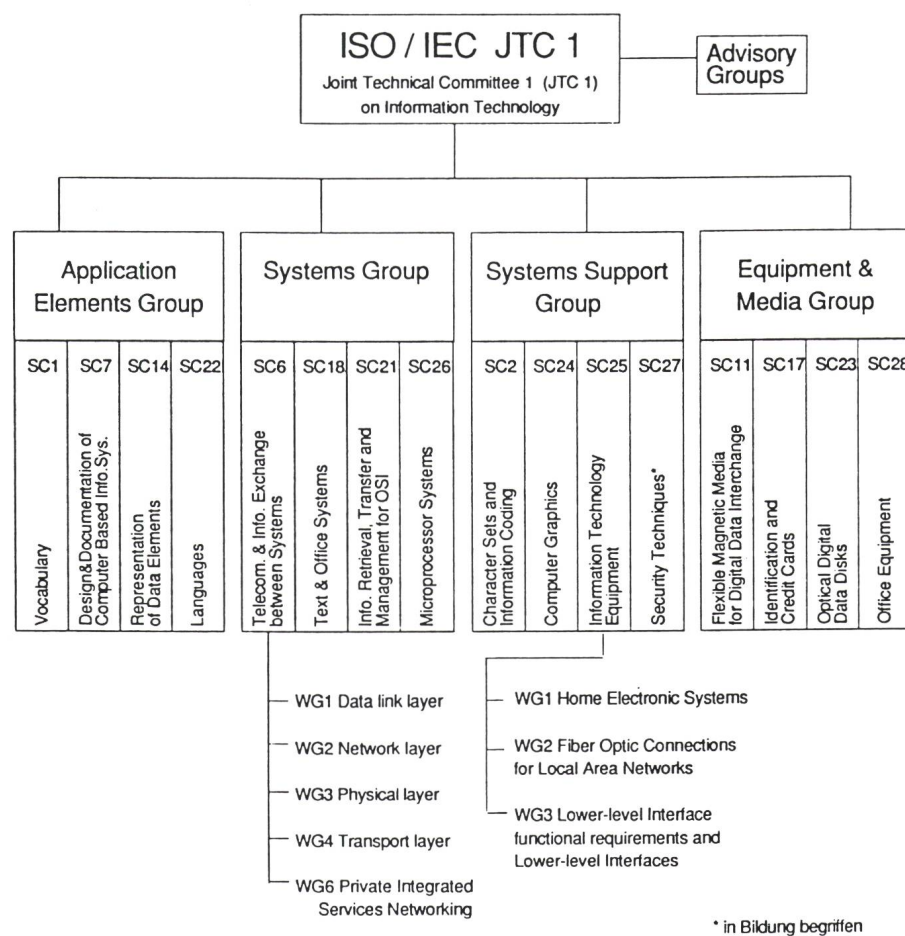 ISO / IEC JTC 1
Joint Technical Committee 1 (JTC 1)
on Information Technology
Advisory
Groups
Application
Elements Group
SC1
SC7
SC14
SC22
Vocabulary
Design&Documentation of
Computer Based Info.Sys.
Representation
of Data Elements
Languages
Systems Group
SC6
SC18
SC21
SC26
Telecom. & Info. Exchange
between Systems
Text & Office Systems
Info. Retrieval, Transfer and
Management for OSI
Microprocessor Systems
Systems Support
Group
SC2
SC24
SC25
SC27
Character Sets and
Information Coding
Computer Graphics
Information Technology
Equipment
Security Techniques*
Equipment &
Media Group
SC11
SC17
SC23
SC28
Flexible Magnetic Media
for Digital Data Interchange
Identification and
Credit Cards
Optical Digital
Data Disks
Office Equipment
WG1 Data link layer
WG2 Network layer
WG3 Physical layer
WG4 Transport layer
WG6 Private Integrated
Services Networking
WG1 Home Electronic Systems
WG2 Fiber Optic Connections
for Local Area Networks
WG3 Lower-level Interface
functional requirements and
Lower-level Interfaces
* in Bildung begriffen